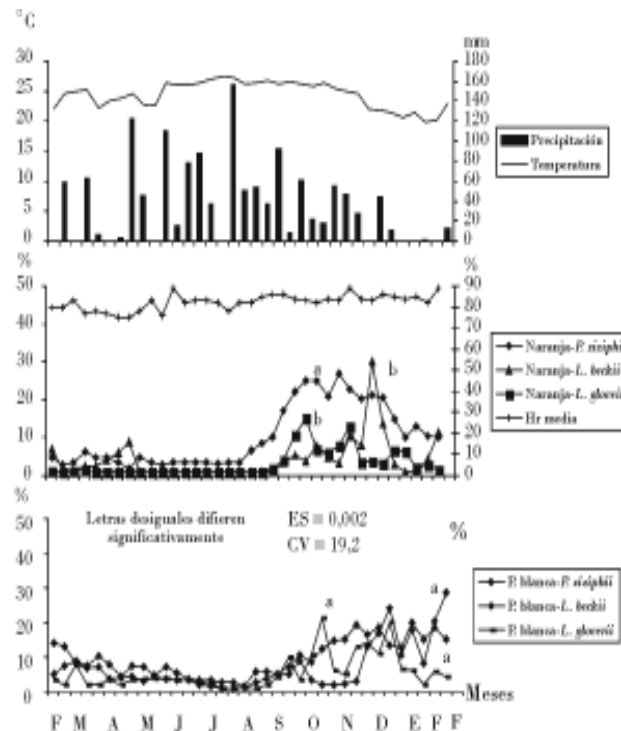 °C
mm
30
25
20
15
10
5
0
180
160
140
120
100
80
60
40
20
0
Precipitación
Temperatura
%
%
50
40
30
20
10
0
90
80
70
60
50
40
30
20
10
0
a
b
b
Naranja-P. sisiphii
Naranja-L. beckii
Naranja-L. gloverii
Hr media
%
50
40
30
20
10
0
Letras desiguales difieren
significativamente
ES = 0,002
CV = 19,2
%
a
a
a
P. blanca-P. sisiphii
P. blanca-L. beckii
P. blanca-L. gloverii
Meses
F M A M J J A S O N D E F F